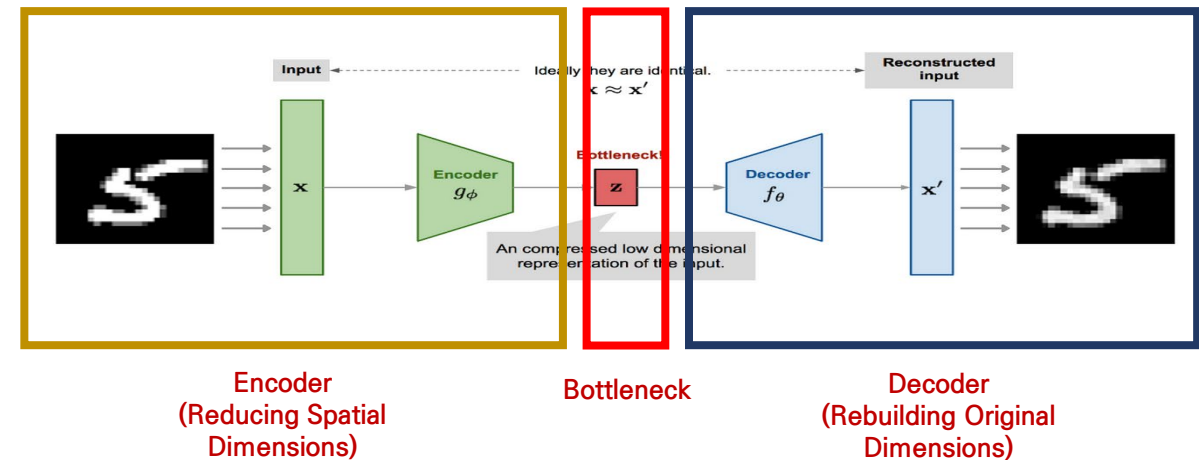 Input
Ideally they are identical.
x ≈ x′
Reconstructed
input
x
Encoder
gϕ
Bottleneck!
z
Decoder
fθ
x′
An compressed low dimensional
representation of the input.
Encoder
(Reducing Spatial
Dimensions)
Bottleneck
Decoder
(Rebuilding Original
Dimensions)